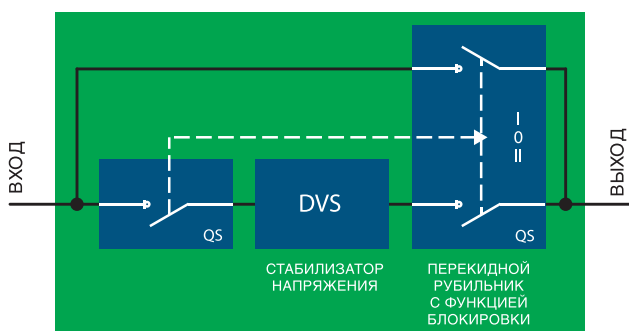 ВХОД
I
0
II
DVS
QS
QS
ВЫХОД
СТАБИЛИЗАТОР
НАПРЯЖЕНИЯ
ПЕРЕКИДНОЙ
РУБИЛЬНИК
С ФУНКЦИЕЙ
БЛОКИРОВКИ